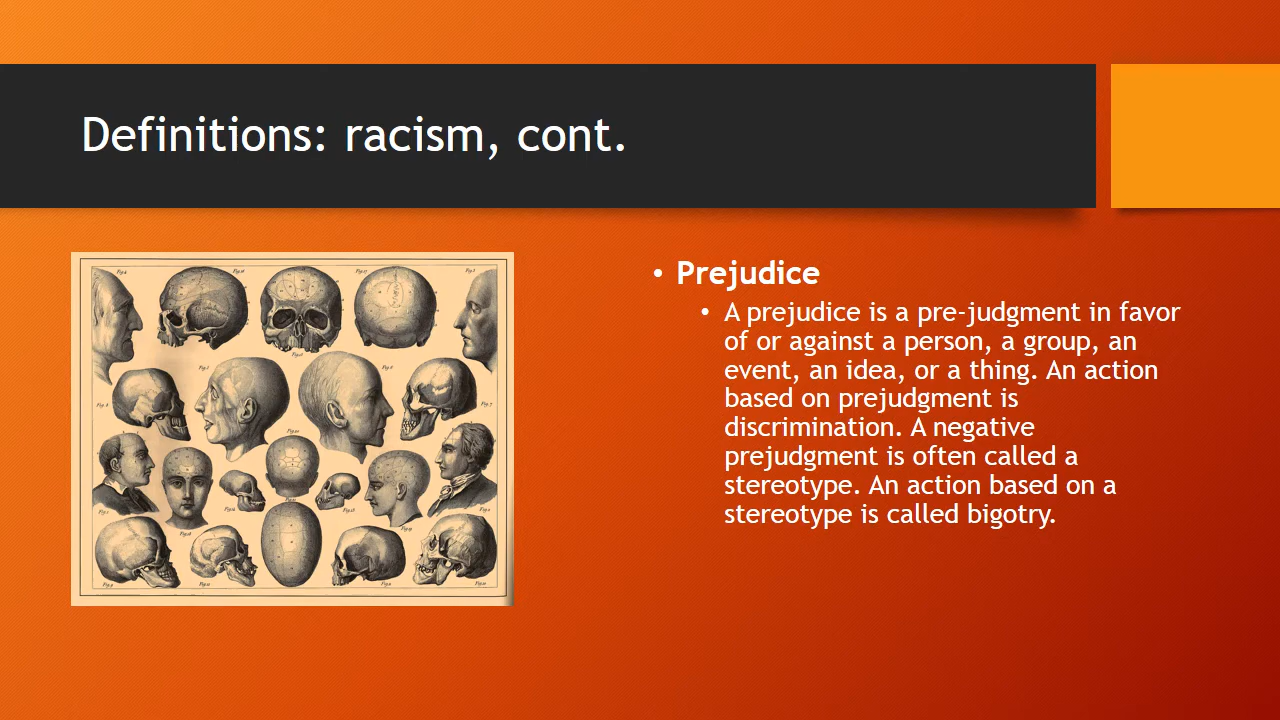 Definitions: racism, cont.
• Prejudice
• A prejudice is a pre-judgment in favor
of or against a person, a group, an
event, an idea, or a thing. An action
based on prejudgment is
discrimination. A negative
prejudgment is often called a
stereotype. An action based on a
stereotype is called bigotry.